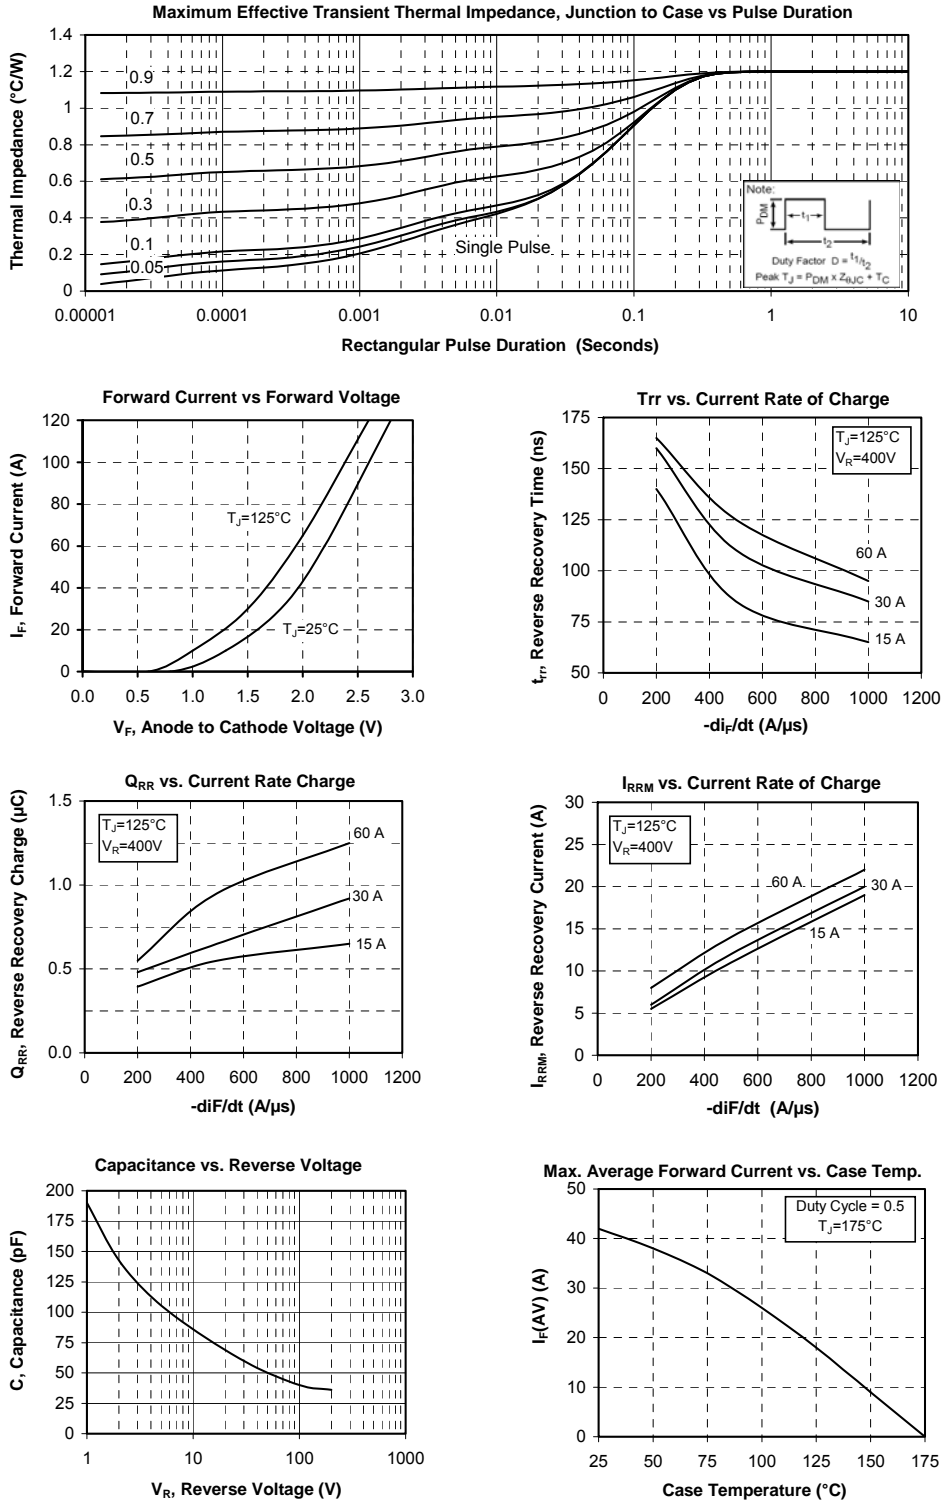 Maximum Effective Transient Thermal Impedance, Junction to Case vs Pulse Duration
Thermal Impedance (°C/W)
1.4
1.2
1
0.8
0.6
0.4
0.2
0
0.9
0.7
0.5
0.3
0.1
0.05
Single Pulse
Note:
PDM
t1
t2
Duty Factor D = t1/t2
Peak TJ = PDM x ZθJC + TC
0.00001 0.0001 0.001 0.01 0.1 1 10
Rectangular Pulse Duration (Seconds)
Forward Current vs Forward Voltage
IF, Forward Current (A)
120
100
80
60
40
20
0
TJ=125°C
TJ=25°C
0.0 0.5 1.0 1.5 2.0 2.5 3.0
VF, Anode to Cathode Voltage (V)
Trr vs. Current Rate of Charge
trr, Reverse Recovery Time (ns)
175
150
125
100
75
50
TJ=125°C
VR=400V
60 A
30 A
15 A
0 200 400 600 800 1000 1200
-diF/dt (A/µs)
QRR vs. Current Rate Charge
QRR, Reverse Recovery Charge (µC)
1.5
1.0
0.5
0.0
TJ=125°C
VR=400V
60 A
30 A
15 A
0 200 400 600 800 1000 1200
-diF/dt (A/µs)
IRRM vs. Current Rate of Charge
IRRM, Reverse Recovery Current (A)
30
25
20
15
10
5
0
TJ=125°C
VR=400V
60 A
30 A
15 A
0 200 400 600 800 1000 1200
-diF/dt (A/µs)
Capacitance vs. Reverse Voltage
C, Capacitance (pF)
200
175
150
125
100
75
50
25
0
1 10 100 1000
VR, Reverse Voltage (V)
Max. Average Forward Current vs. Case Temp.
IF(AV) (A)
50
40
30
20
10
0
Duty Cycle = 0.5
TJ=175°C
25 50 75 100 125 150 175
Case Temperature (°C)